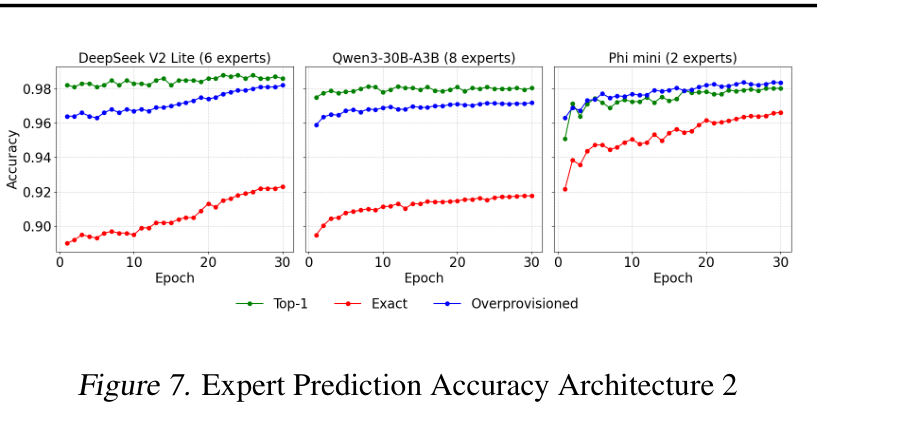 DeepSeek V2 Lite (6 experts)
Qwen3-30B-A3B (8 experts)
Phi mini (2 experts)
Accuracy
0.98
0.96
0.94
0.92
0.90
0 10 20 30
0 10 20 30
0 10 20 30
Epoch
Epoch
Epoch
Top-1 Exact Overprovisioned
Figure 7. Expert Prediction Accuracy Architecture 2